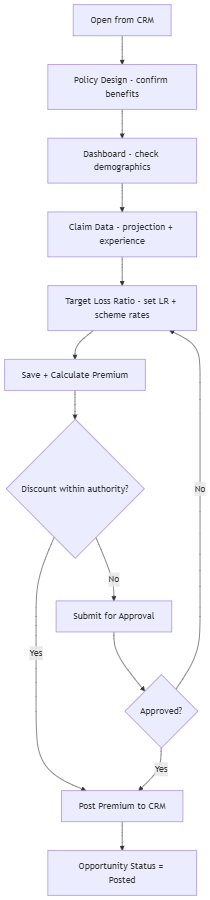 Open from CRM
Policy Design - confirm
benefits
Dashboard - check
demographics
Claim Data - projection +
experience
Target Loss Ratio - set LR +
scheme rates
Save + Calculate Premium
Discount within authority?
No
No
Submit for Approval
Yes
Approved?
Yes
Post Premium to CRM
Opportunity Status =
Posted